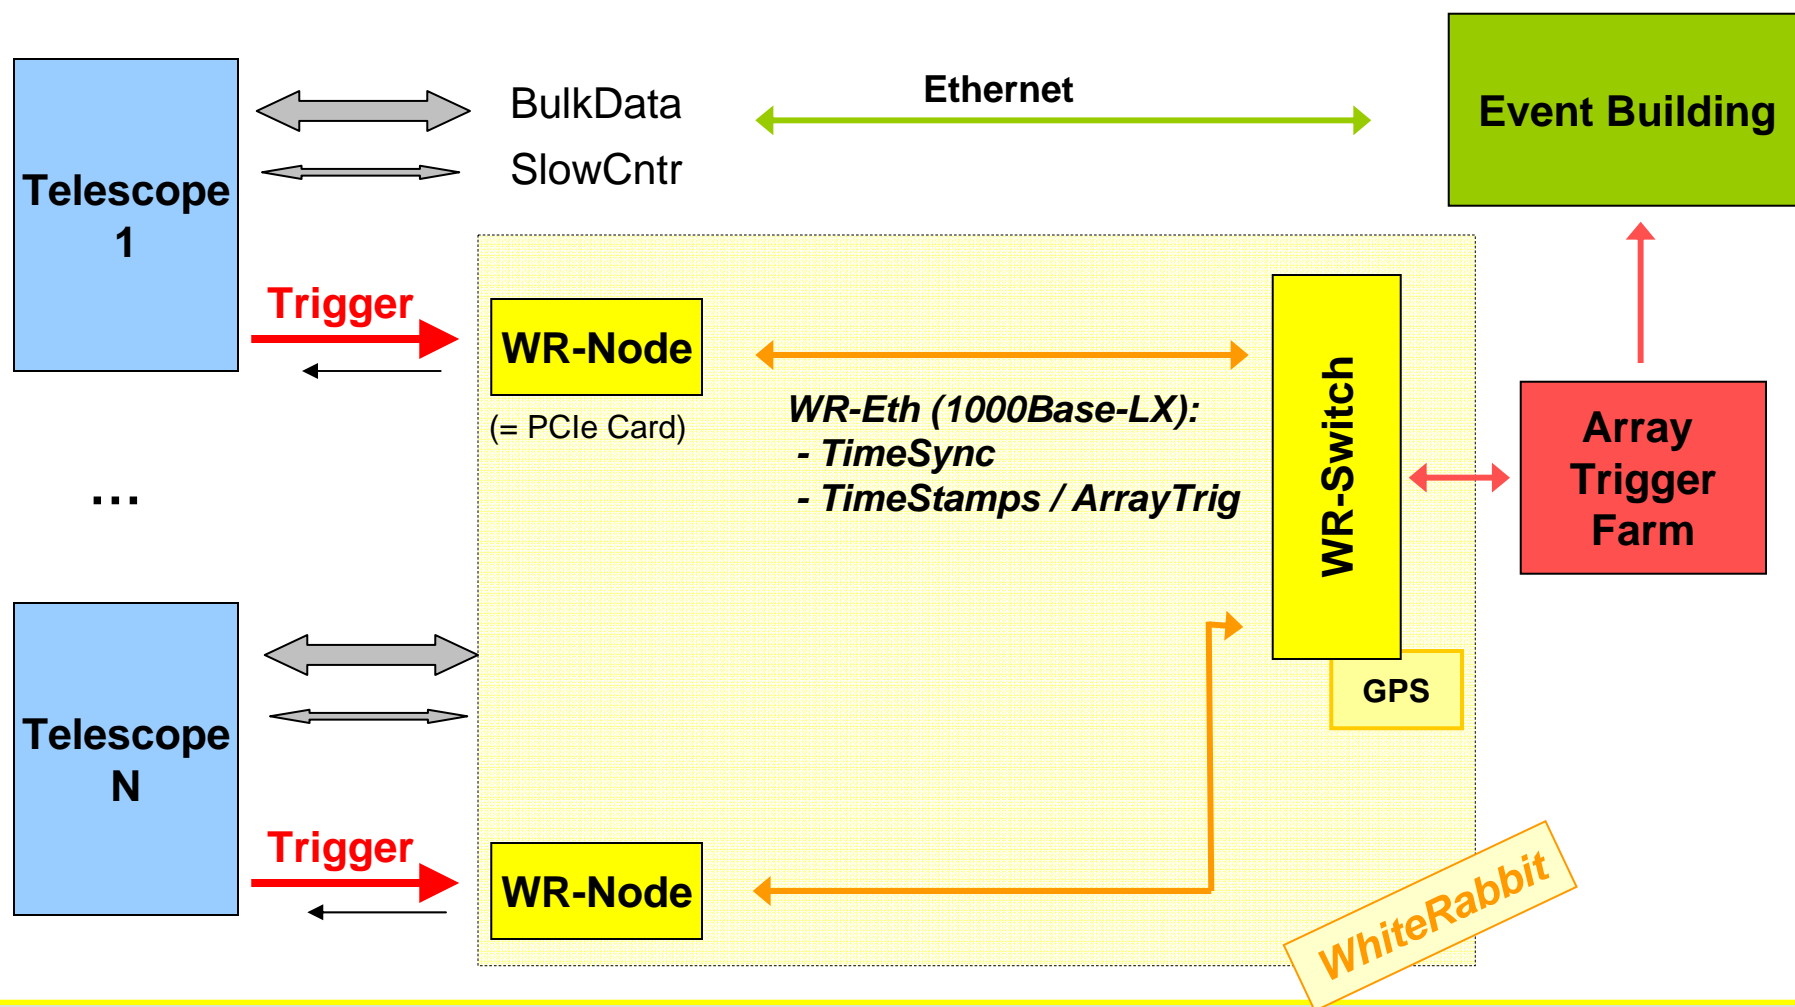 Telescope
1
BulkData
SlowCntr
Ethernet
Event Building
Trigger
WR-Node
(= PCIe Card)
WR-Eth (1000Base-LX):
- TimeSync
- TimeStamps / ArrayTrig
WR-Switch
GPS
Array
Trigger
Farm
...
Telescope
N
Trigger
WR-Node
WhiteRabbit